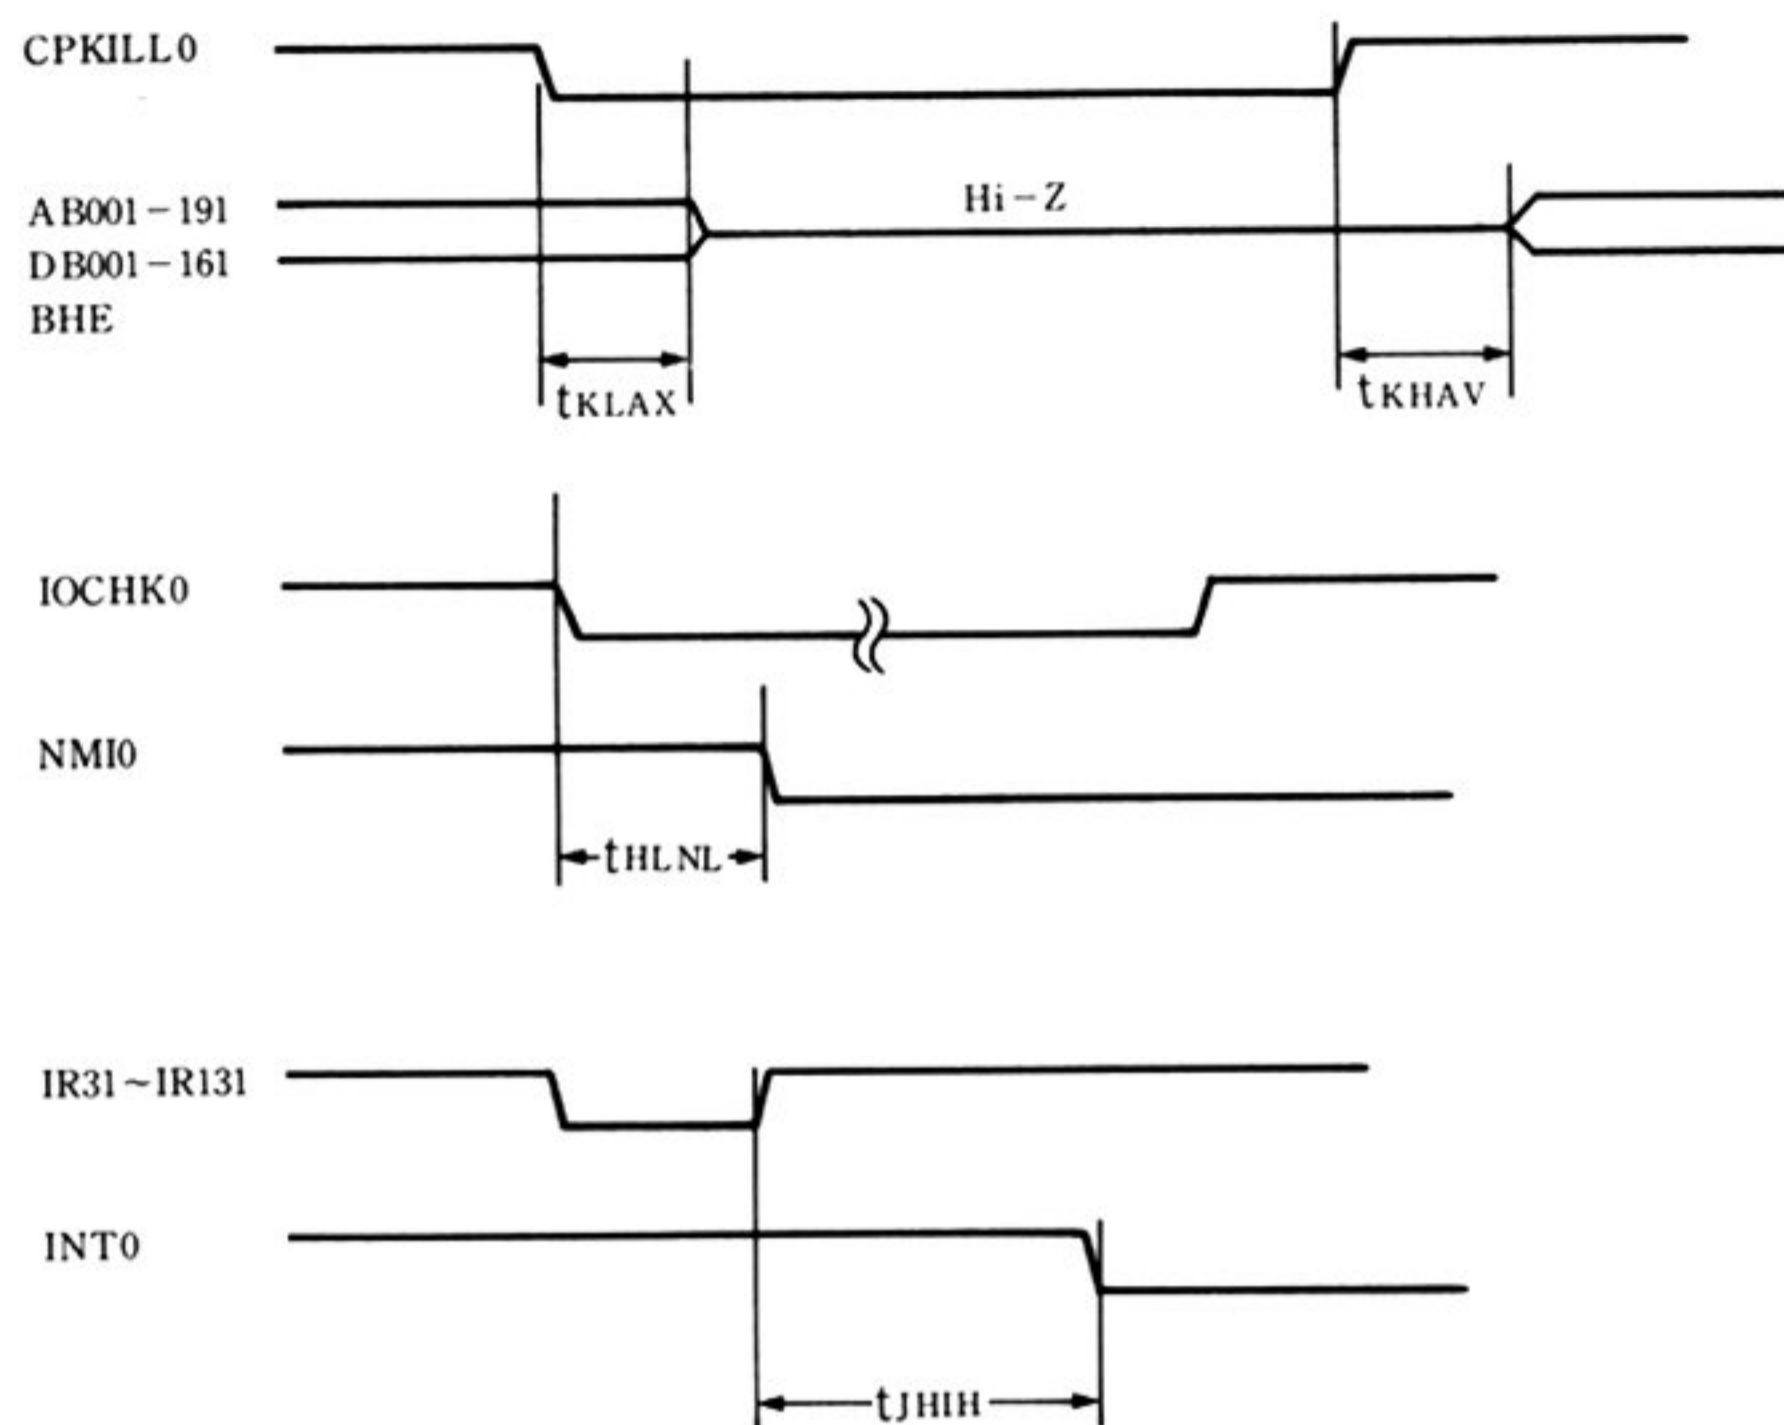 CPKILL0
AB001-191
Hi-Z
DB001-161
BHE
tKLAX
tKHAV
IOCHK0
NMI0
tHLNL
IR31~IR131
INT0
tJHIH